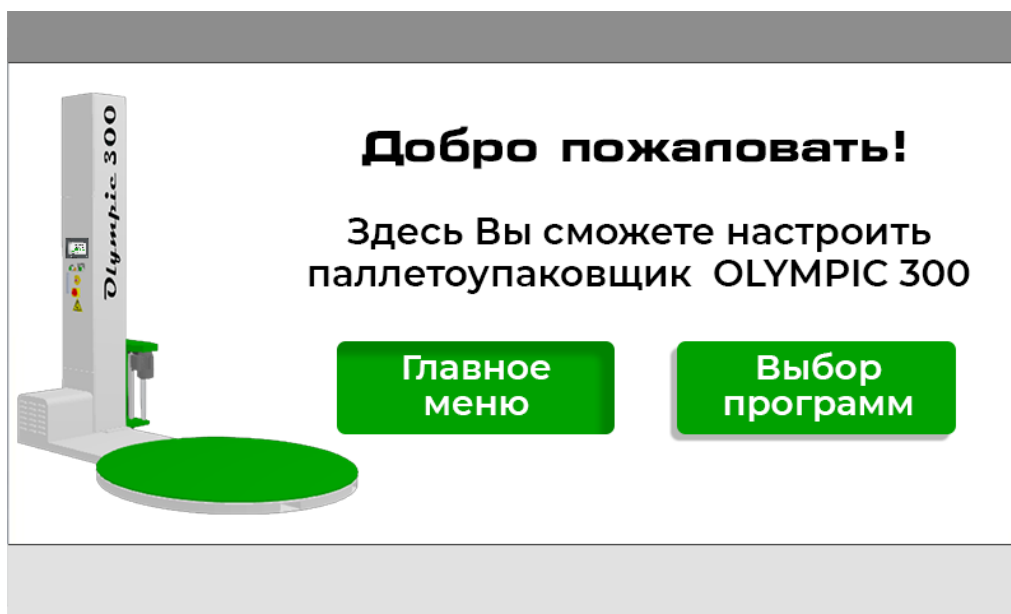 Olympic 300
Добро пожаловать!
Здесь Вы сможете настроить
паллетоупаковщик OLYMPIC 300
Главное
меню
Выбор
программ